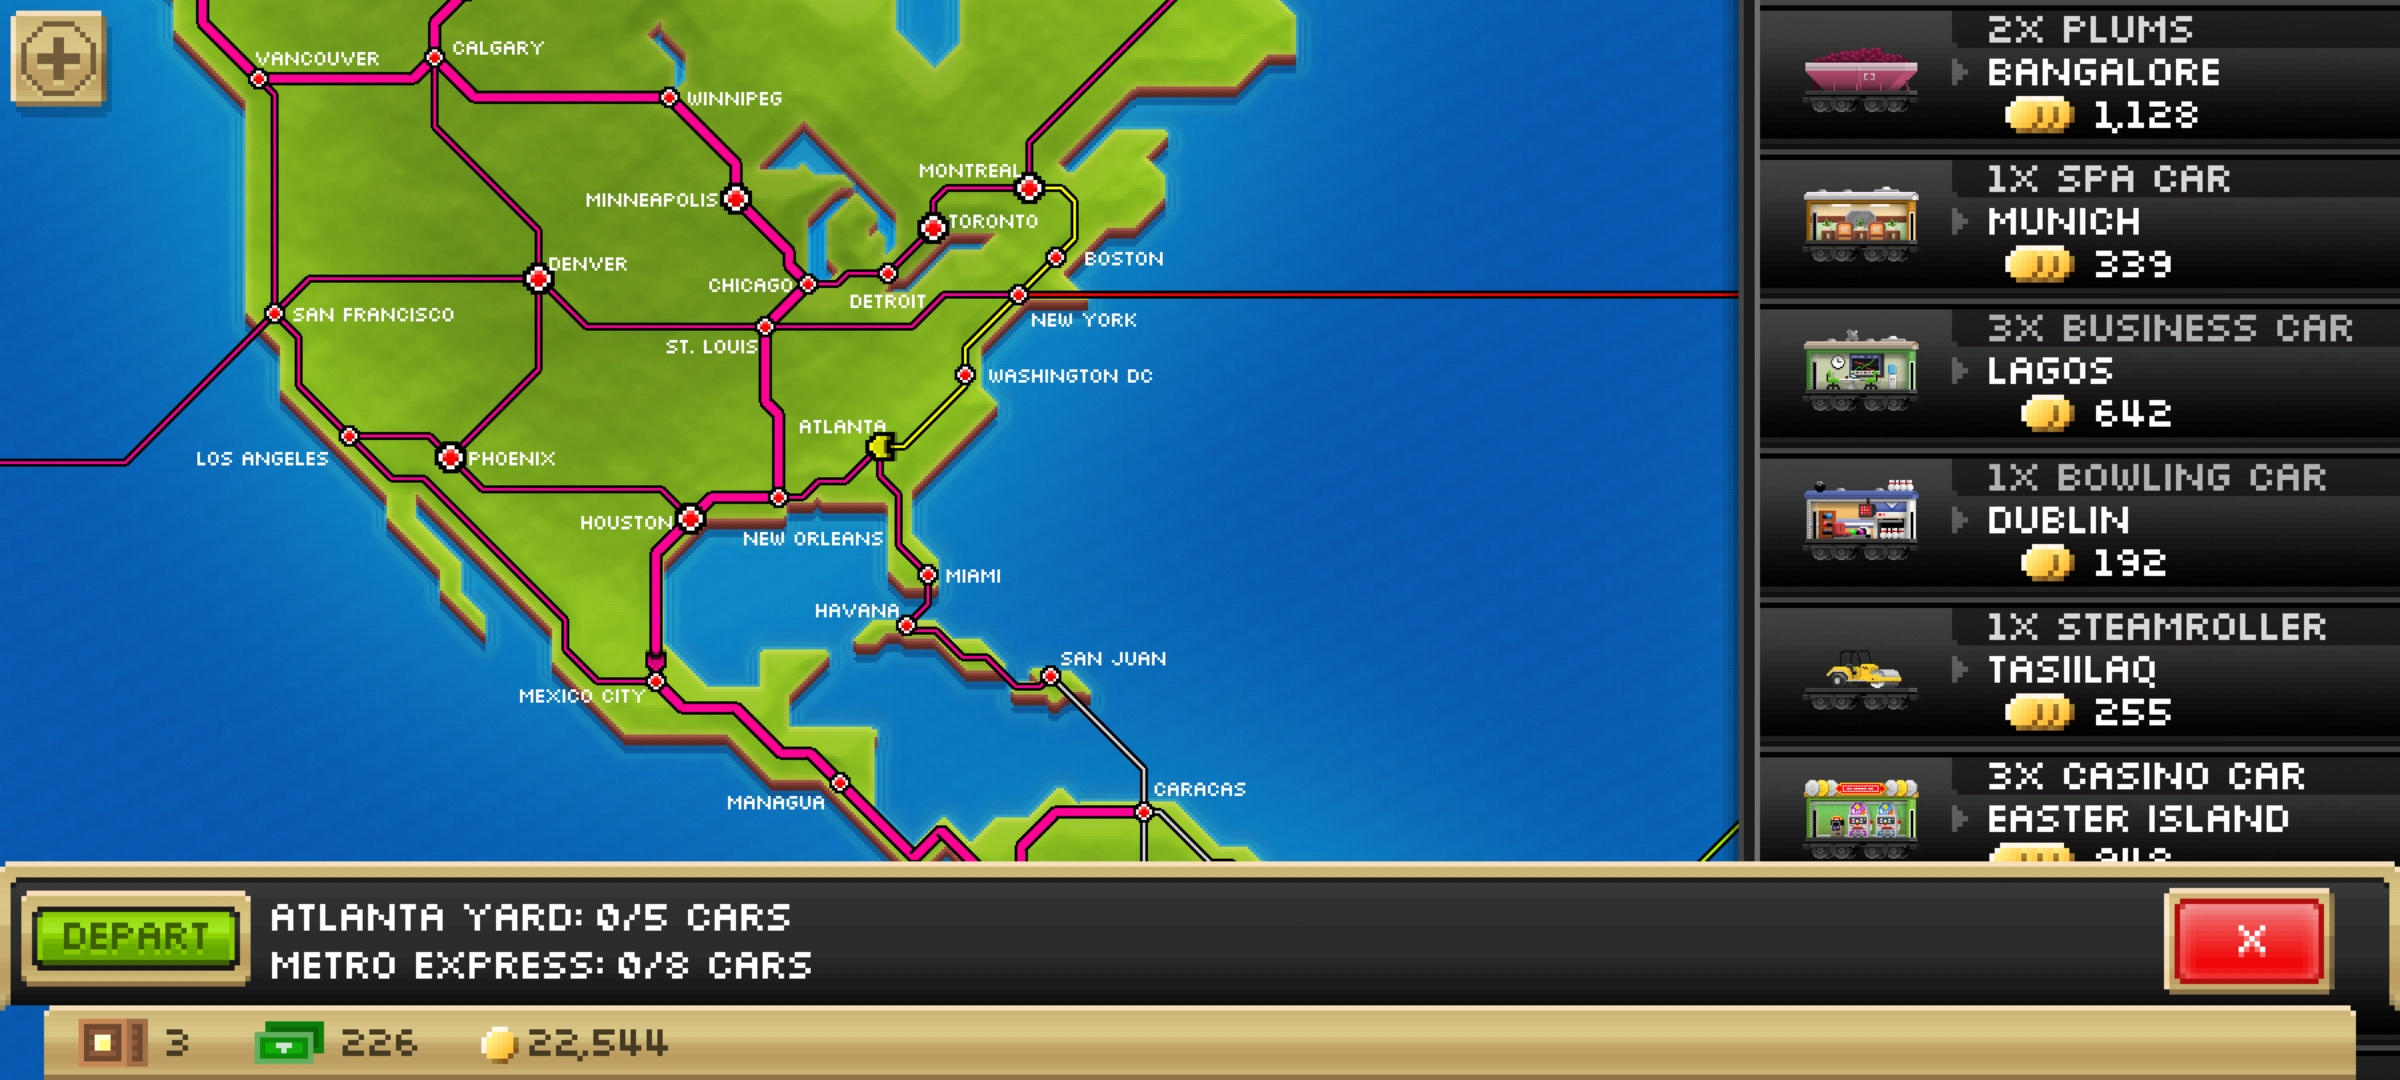 VANCOUVER
CALGARY
WINNIPEG
MINNEAPOLIS
MONTREAL
TORONTO
BOSTON
DENVER
CHICAGO
DETROIT
NEW YORK
SAN FRANCISCO
ST. LOUIS
WASHINGTON DC
ATLANTA
LOS ANGELES
PHOENIX
HOUSTON
NEW ORLEANS
MIAMI
HAVANA
SAN JUAN
MEXICO CITY
CARACAS
MANAGUA
2X PLUMS
BANGALORE
1,128
1X SPA CAR
MUNICH
339
3X BUSINESS CAR
LAGOS
642
1X BOWLING CAR
DUBLIN
192
1X STEAMROLLER
TASIILAQ
255
3X CASINO CAR
EASTER ISLAND
DEPART
ATLANTA YARD: 0/5 CARS
METRO EXPRESS: 0/8 CARS
X
3
226
22,544